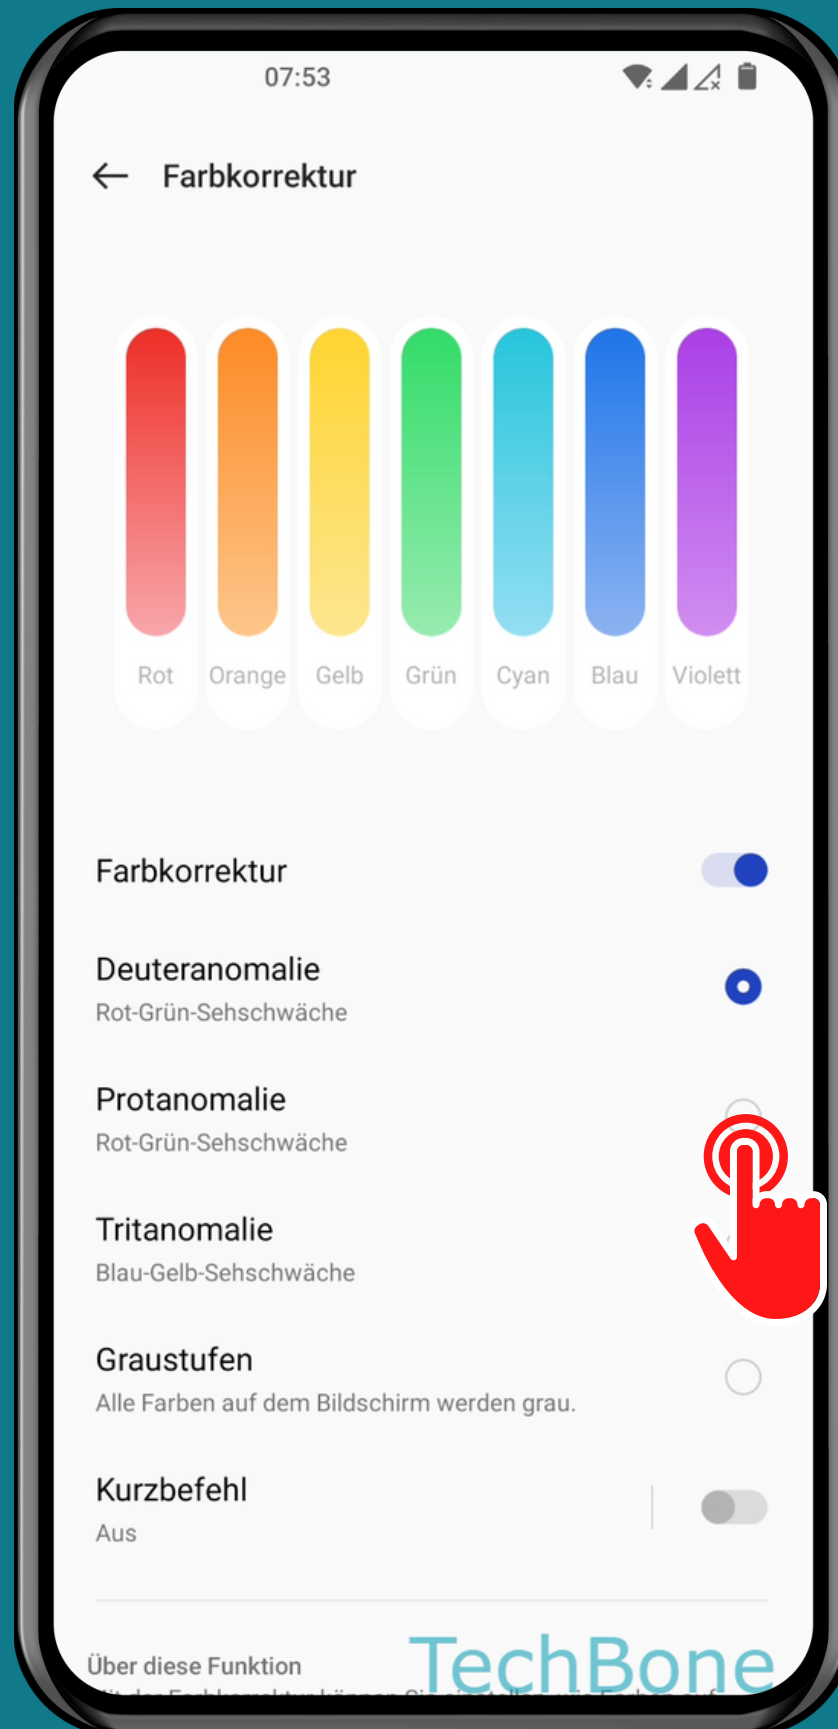 07:53
Farbkorrektur
Rot Orange Gelb Grün Cyan Blau Violett
Farbkorrektur
Deuteranomalie
Rot-Grün-Sehschwäche
Protanomalie
Rot-Grün-Sehschwäche
Tritanomalie
Blau-Gelb-Sehschwäche
Graustufen
Alle Farben auf dem Bildschirm werden grau.
Kurzbefehl
Aus
Über diese Funktion
TechBone